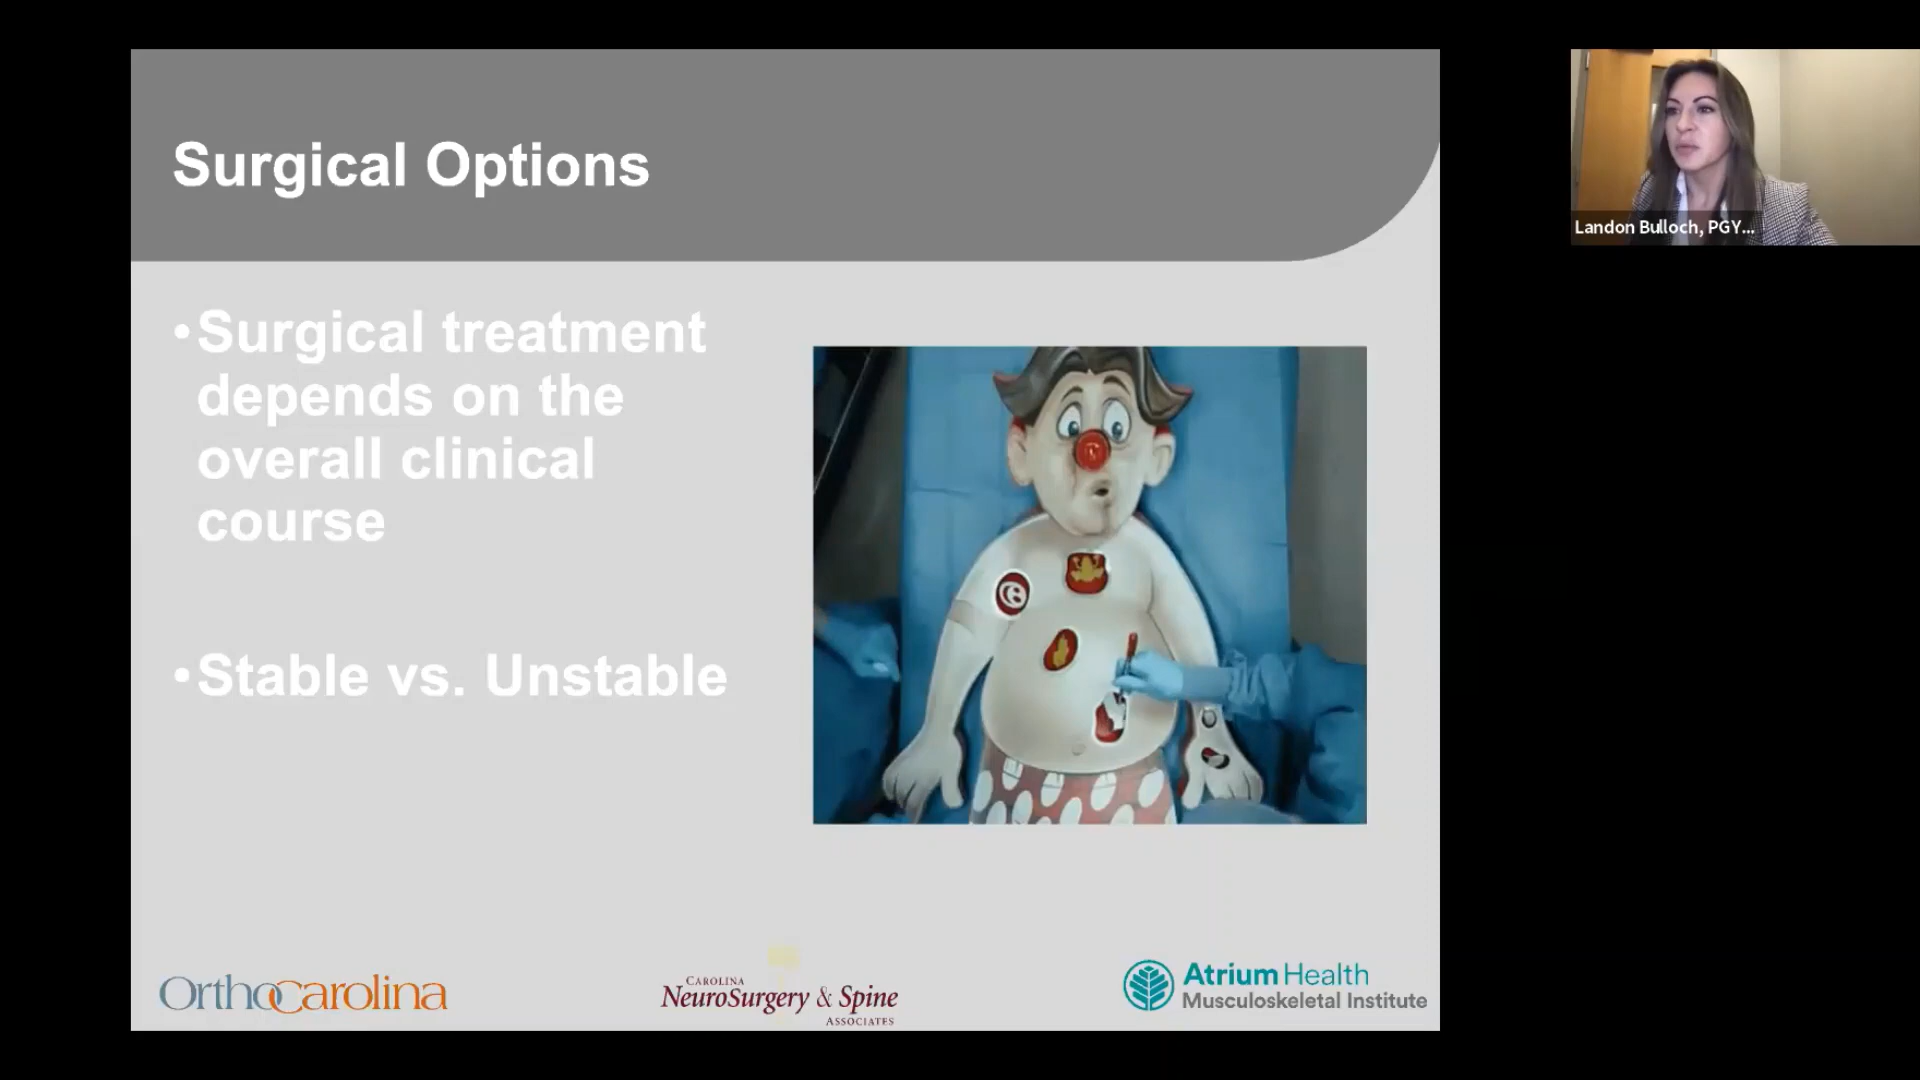 Surgical Options
Landon Bulloch, PGY...
•Surgical treatment
depends on the
overall clinical
course
•Stable vs. Unstable
OrthoCarolina
CAROLINA
NEUROSURGERY & SPINE
ASSOCIATES
Atrium Health
Musculoskeletal Institute